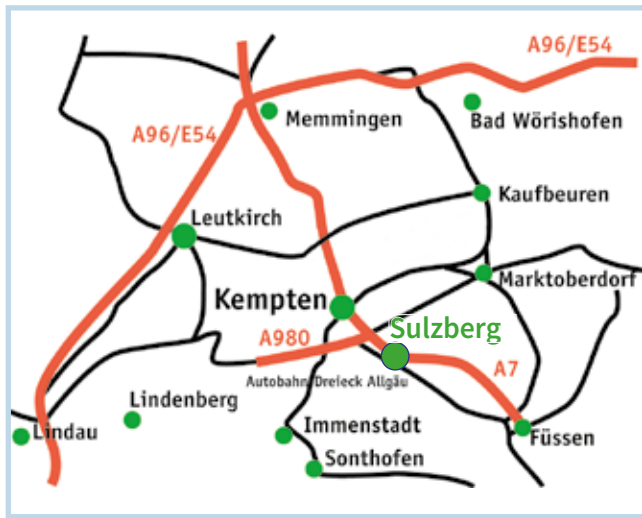 A96/E54
Memmingen
Bad Wörishofen
A96/E54
Kaufbeuren
Leutkirch
Marktoberdorf
Kempten
Sulzberg
A980
A7
Autobahn Dreieck Allgäu
Lindenberg
Immenstadt
Füssen
Lindau
Sonthofen